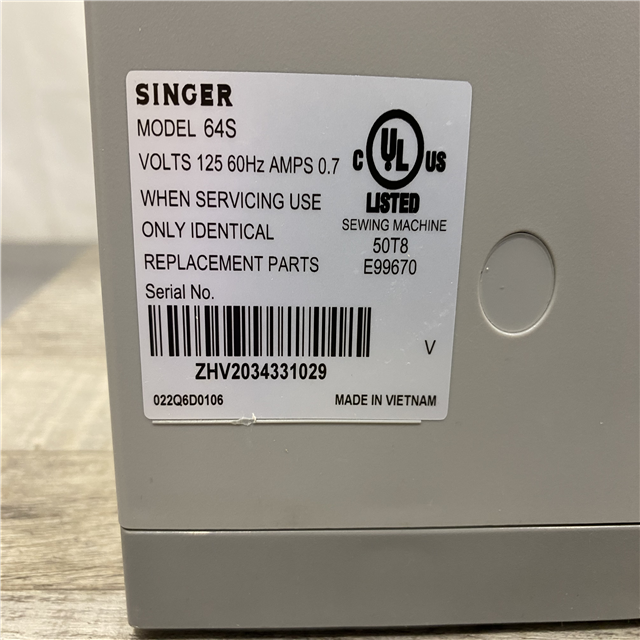 SINGER
MODEL 64S
VOLTS 125 60Hz AMPS 0.7
WHEN SERVICING USE
ONLY IDENTICAL
REPLACEMENT PARTS
C UL US
LISTED
SEWING MACHINE
50T8
E99670
Serial No.
ZHV2034331029
V
022Q6D0106
MADE IN VIETNAM